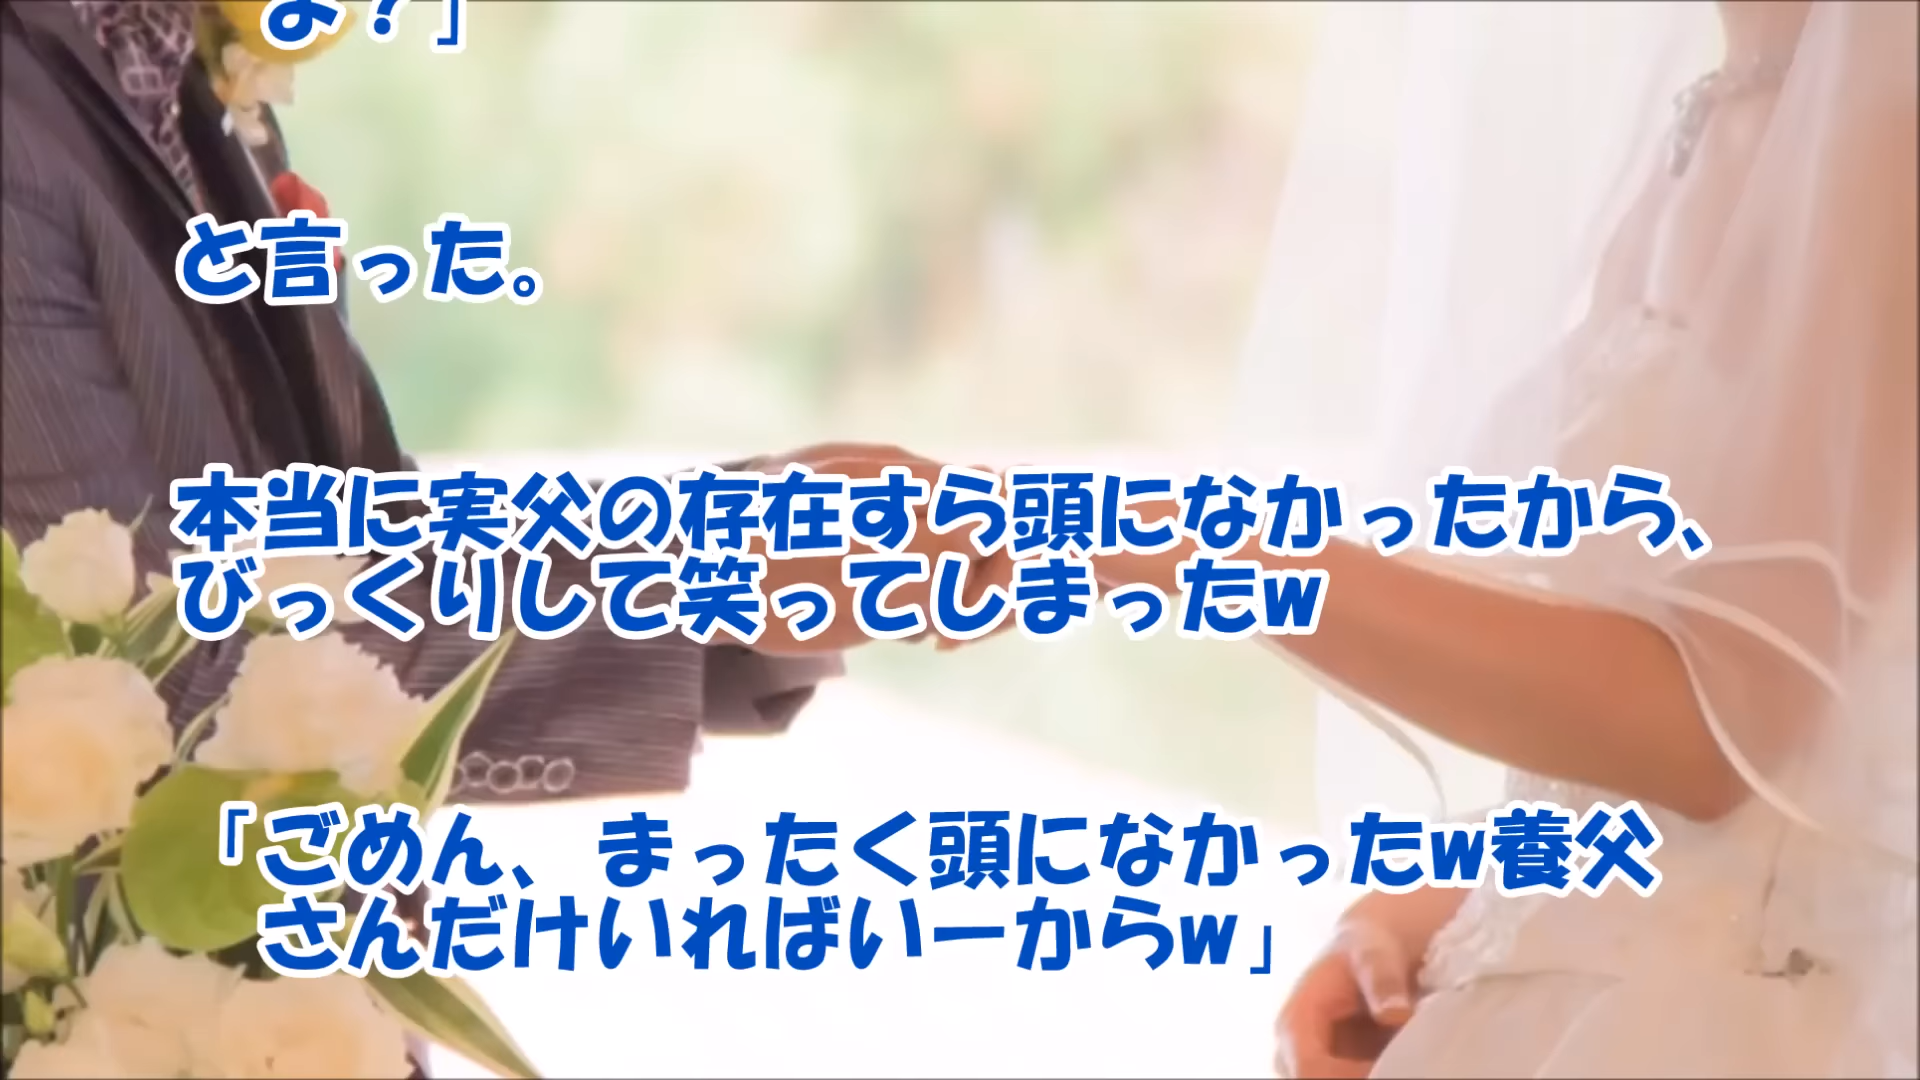 よ？」
と言った。
本当に実父の存在すら頭になかったから、
びっくりして笑ってしまったw
「ごめん、まったく頭になかったw養父
さんだけいればいーからw」